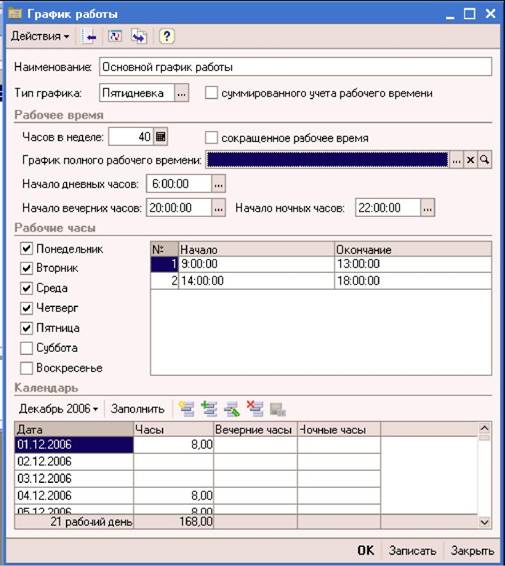 График работы
Действия
Наименование: Основной график работы
Тип графика: Пятидневка ... суммированного учета рабочего времени
Рабочее время
Часов в неделе: 40 сокращенное рабочее время
График полного рабочего времени: ... x
Начало дневных часов: 6:00:00 ...
Начало вечерних часов: 20:00:00 ... Начало ночных часов: 22:00:00 ...
Рабочие часы
Понедельник
Вторник
Среда
Четверг
Пятница
Суббота
Воскресенье
№ Начало Окончание
1 9:00:00 13:00:00
2 14:00:00 18:00:00
Календарь
Декабрь 2006 Заполнить
Дата Часы Вечерние часы Ночные часы
01.12.2006 8,00
02.12.2006
03.12.2006
04.12.2006 8,00
05.12.2006 8,00
21 рабочий день 168,00
OK Записать Закрыть